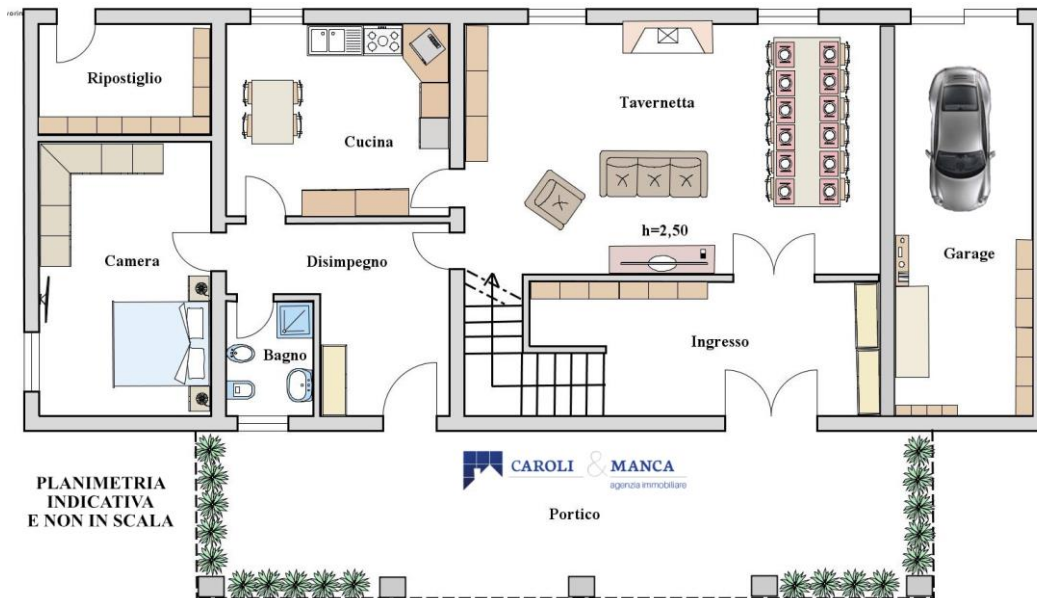 Ripostiglio
Cucina
Tavernetta
h=2,50
Camera
Disimpegno
Garage
Bagno
Ingresso
CAROLI & MANCA
agenzia immobiliare
PLANIMETRIA
INDICATIVA
E NON IN SCALA
Portico